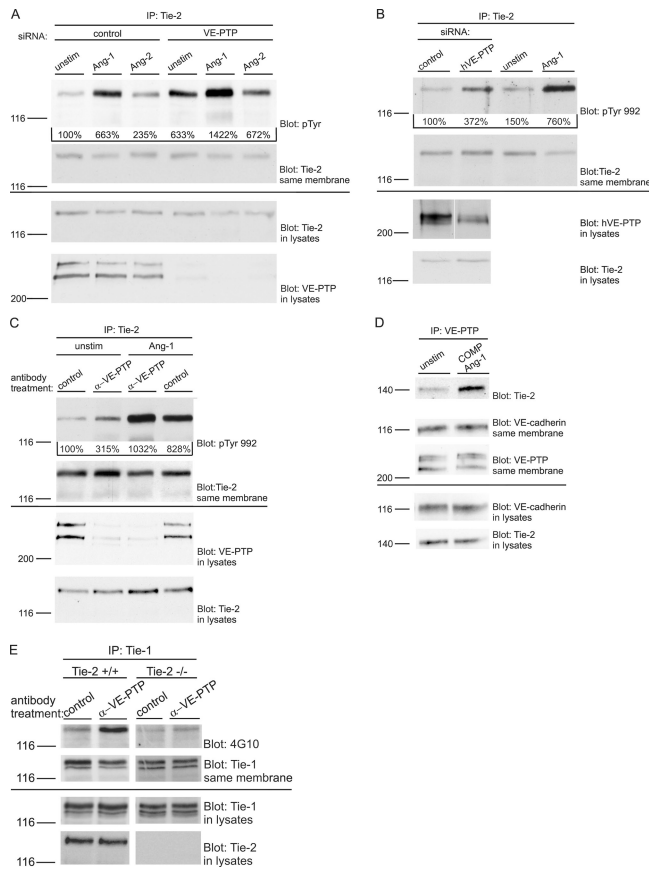 A
IP: Tie-2
siRNA: control VE-PTP
unstim Ang-1 Ang-2 unstim Ang-1 Ang-2
116
Blot: pTyr
100% 663% 235% 633% 1422% 672%
Blot: Tie-2
same membrane
116
Blot: Tie-2
in lysates
116
Blot: VE-PTP
in lysates
200
B
IP: Tie-2
siRNA:
control hVE-PTP unstim Ang-1
116
Blot: pTyr 992
100% 372% 150% 760%
Blot:Tie-2
same membrane
116
Blot: hVE-PTP
in lysates
200
Blot: Tie-2
in lysates
116
C
IP: Tie-2
unstim Ang-1
antibody
treatment: control α–VE-PTP α–VE-PTP control
116
Blot: pTyr 992
100% 315% 1032% 828%
Blot:Tie-2
same membrane
116
Blot: VE-PTP
in lysates
200
Blot: Tie-2
in lysates
116
D
IP: VE-PTP
unstim COMP
Ang-1
140
Blot: Tie-2
116
Blot: VE-cadherin
same membrane
Blot: VE-PTP
same membrane
200
116
Blot: VE-cadherin
in lysates
140
Blot: Tie-2
in lysates
E
IP: Tie-1
Tie-2 +/+ Tie-2 -/-
antibody
treatment: control α–VE-PTP control α–VE-PTP
116
Blot: 4G10
Blot: Tie-1
same membrane
116
Blot: Tie-1
in lysates
116
Blot: Tie-2
in lysates
116